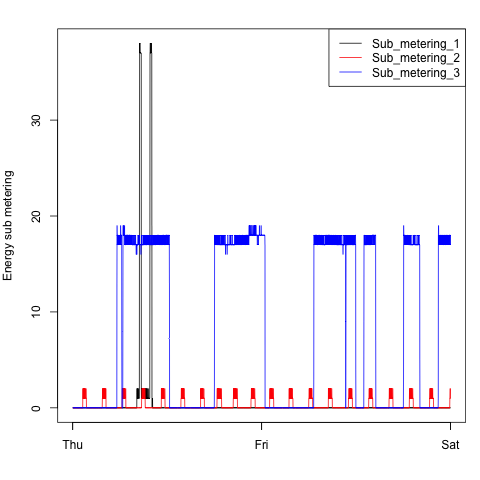 Sub_metering_1
Sub_metering_2
Sub_metering_3
Energy sub metering
30
20
10
0
Thu
Fri
Sat